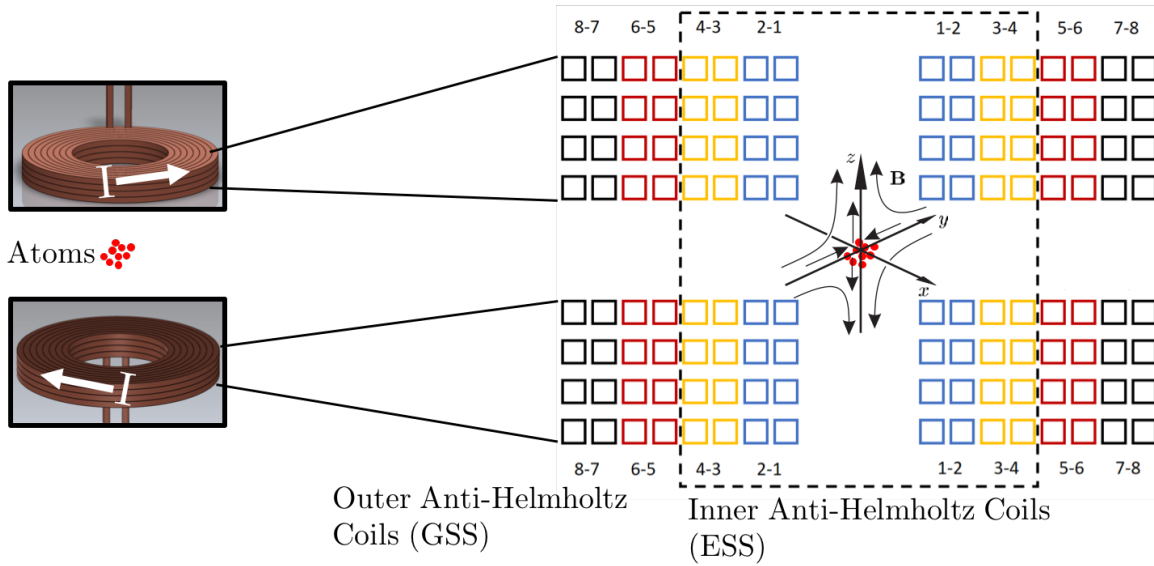 8-7 6-5 4-3 2-1 1-2 3-4 5-6 7-8
I
z
B
y
x
Atoms
I
8-7 6-5 4-3 2-1 1-2 3-4 5-6 7-8
Outer Anti-Helmholtz
Coils (GSS)
Inner Anti-Helmholtz Coils
(ESS)